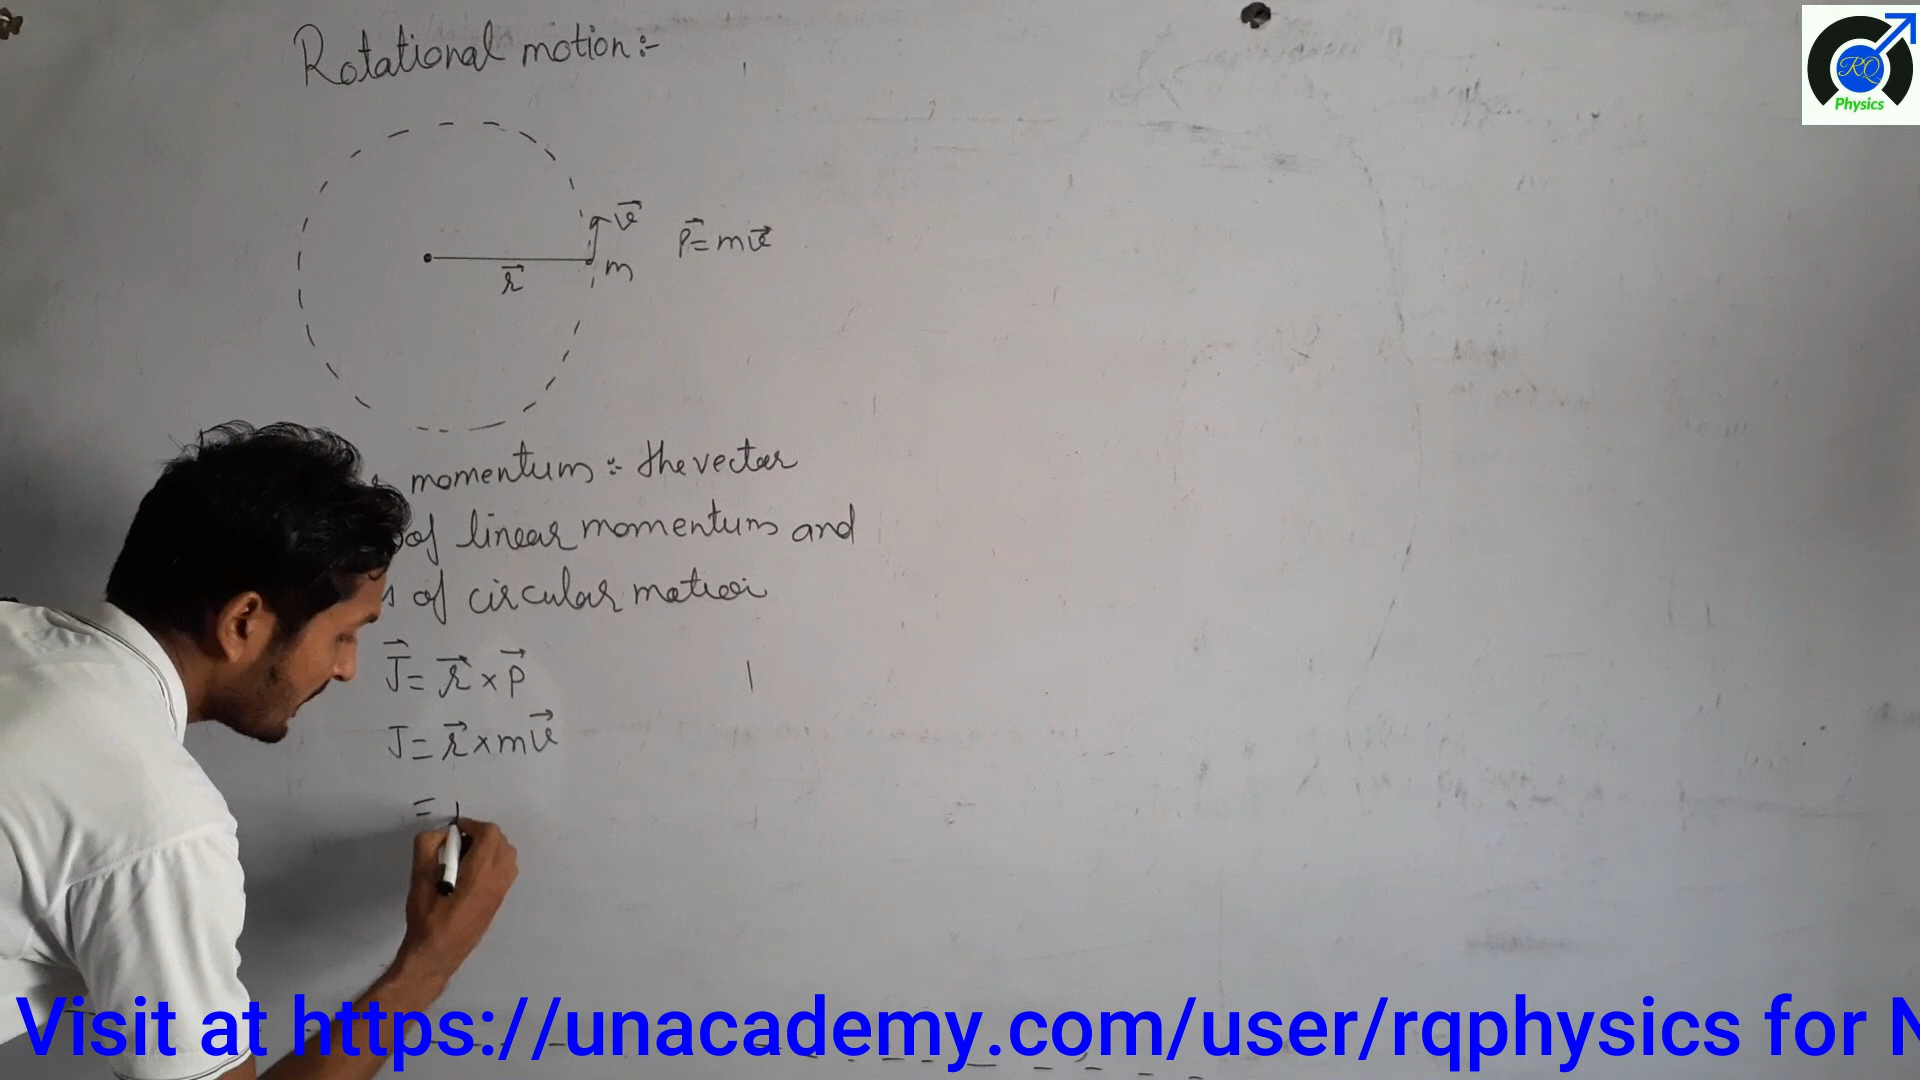 Rotational motion :-
v⃗
P⃗ = mv⃗
r⃗
m
momentum :- the vector
of linear momentum and
of circular motion
J⃗ = r⃗ × P⃗
J = r⃗ × mv⃗
=
RQ
Physics
Visit at https://unacademy.com/user/rqphysics for N